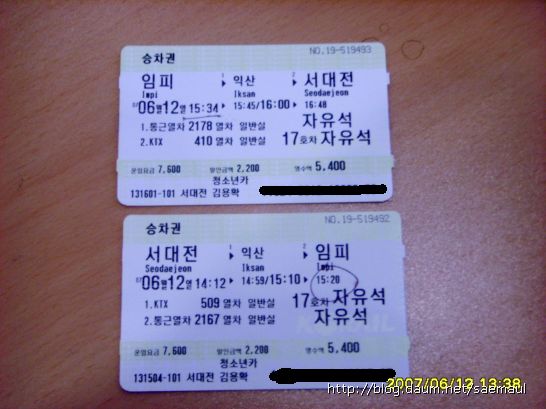 NO.19-519493
승차권
임피 익산 서대전
Impi Iksan Seodaejeon
06월12일 15:34 15:45/16:00 16:48
자유석
1.통근열차 2178 열차 일반실
2.KTX 410 열차 일반실 17호차 자유석
운임요금 7,600 할인금액 2,200 영수액 5,400
청소년카
131601-101 서대전 김용확
NO.19-519492
승차권
서대전 익산 임피
Seodaejeon Iksan Impi
06월12일 14:12 14:59/15:10 15:20
1.KTX 509 열차 일반실 17호차 자유석
2.통근열차 2167 열차 일반실 자유석
운임요금 7,600 할인금액 2,200 영수액 5,400
청소년카
131504-101 서대전 김용확
2007/06/13 13:38
http://blog.daum.net/saemaul